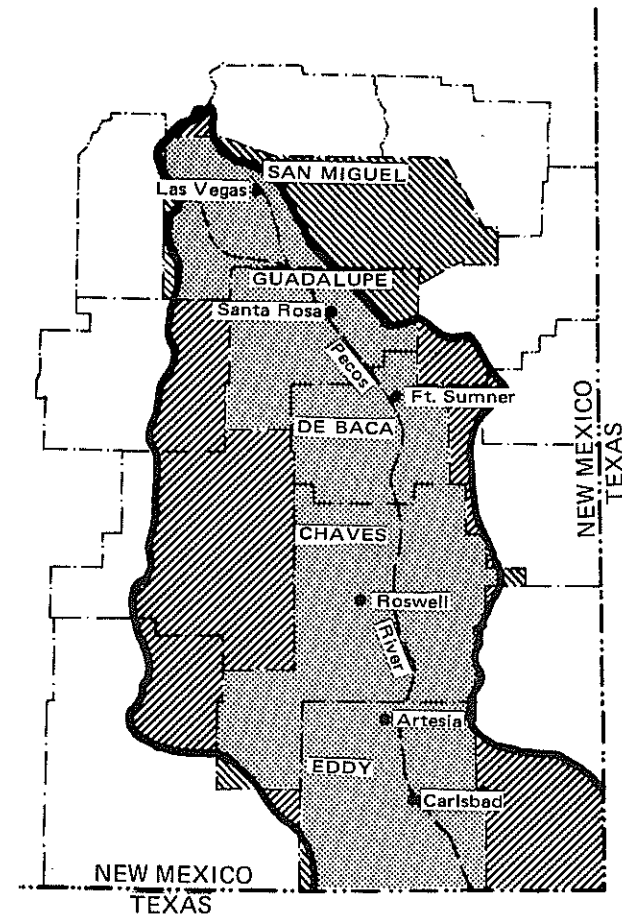 SAN MIGUEL
Las Vegas
GUADALUPE
Santa Rosa
Pecos
Ft. Sumner
DE BACA
NEW MEXICO
TEXAS
CHAVES
Roswell
River
Artesia
EDDY
Carlsbad
NEW MEXICO
TEXAS